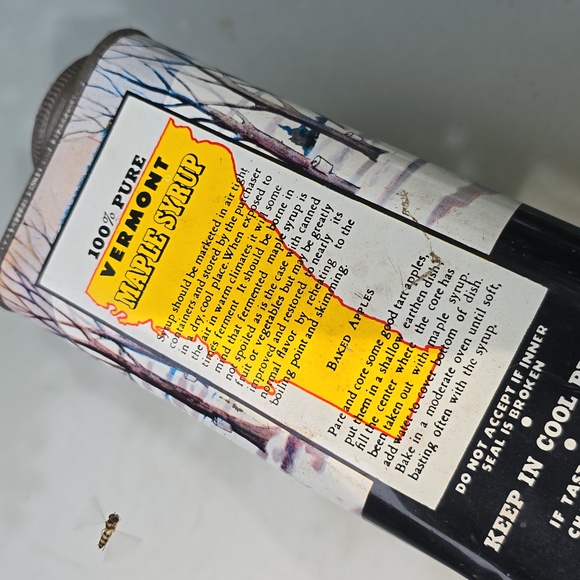 100% PURE
VERMONT
MAPLE SYRUP
Syrup should be marketed in air tight
containers and stored by the purchaser
in a dry, cool place. When exposed to
the air in warm climates it will some
times ferment. It should be borne in
mind that fermented maple syrup is
not spoiled as is the case with canned
fruit or vegetables but can be greatly
improved and restored to nearly its
normal flavor by reheating to the
boiling point and skimming.
BAKED APPLES
Pare and core some good tart apples,
put them in a shallow earthen dish,
fill the center where the core has
been taken out with maple syrup.
add water to cover bottom of dish.
Bake in a moderate oven until soft,
basting often with the syrup.
DO NOT ACCEPT IF INNER
SEAL IS BROKEN
KEEP IN COOL
IF TAS